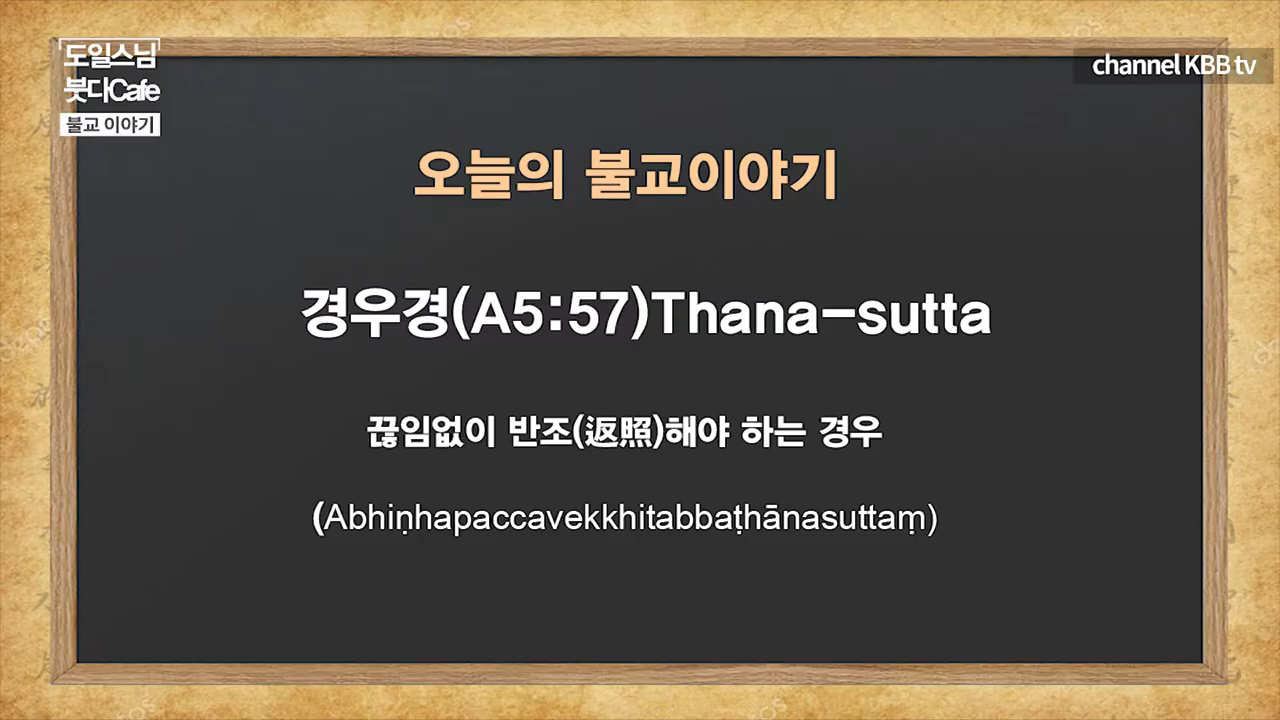 도일스님
붓다Cafe
불교 이야기
channel KBB tv
오늘의 불교이야기
경우경(A5:57)Thana-sutta
끊임없이 반조(返照)해야 하는 경우
(Abhiṇhapaccavekkhitabbaṭhānasuttaṃ)